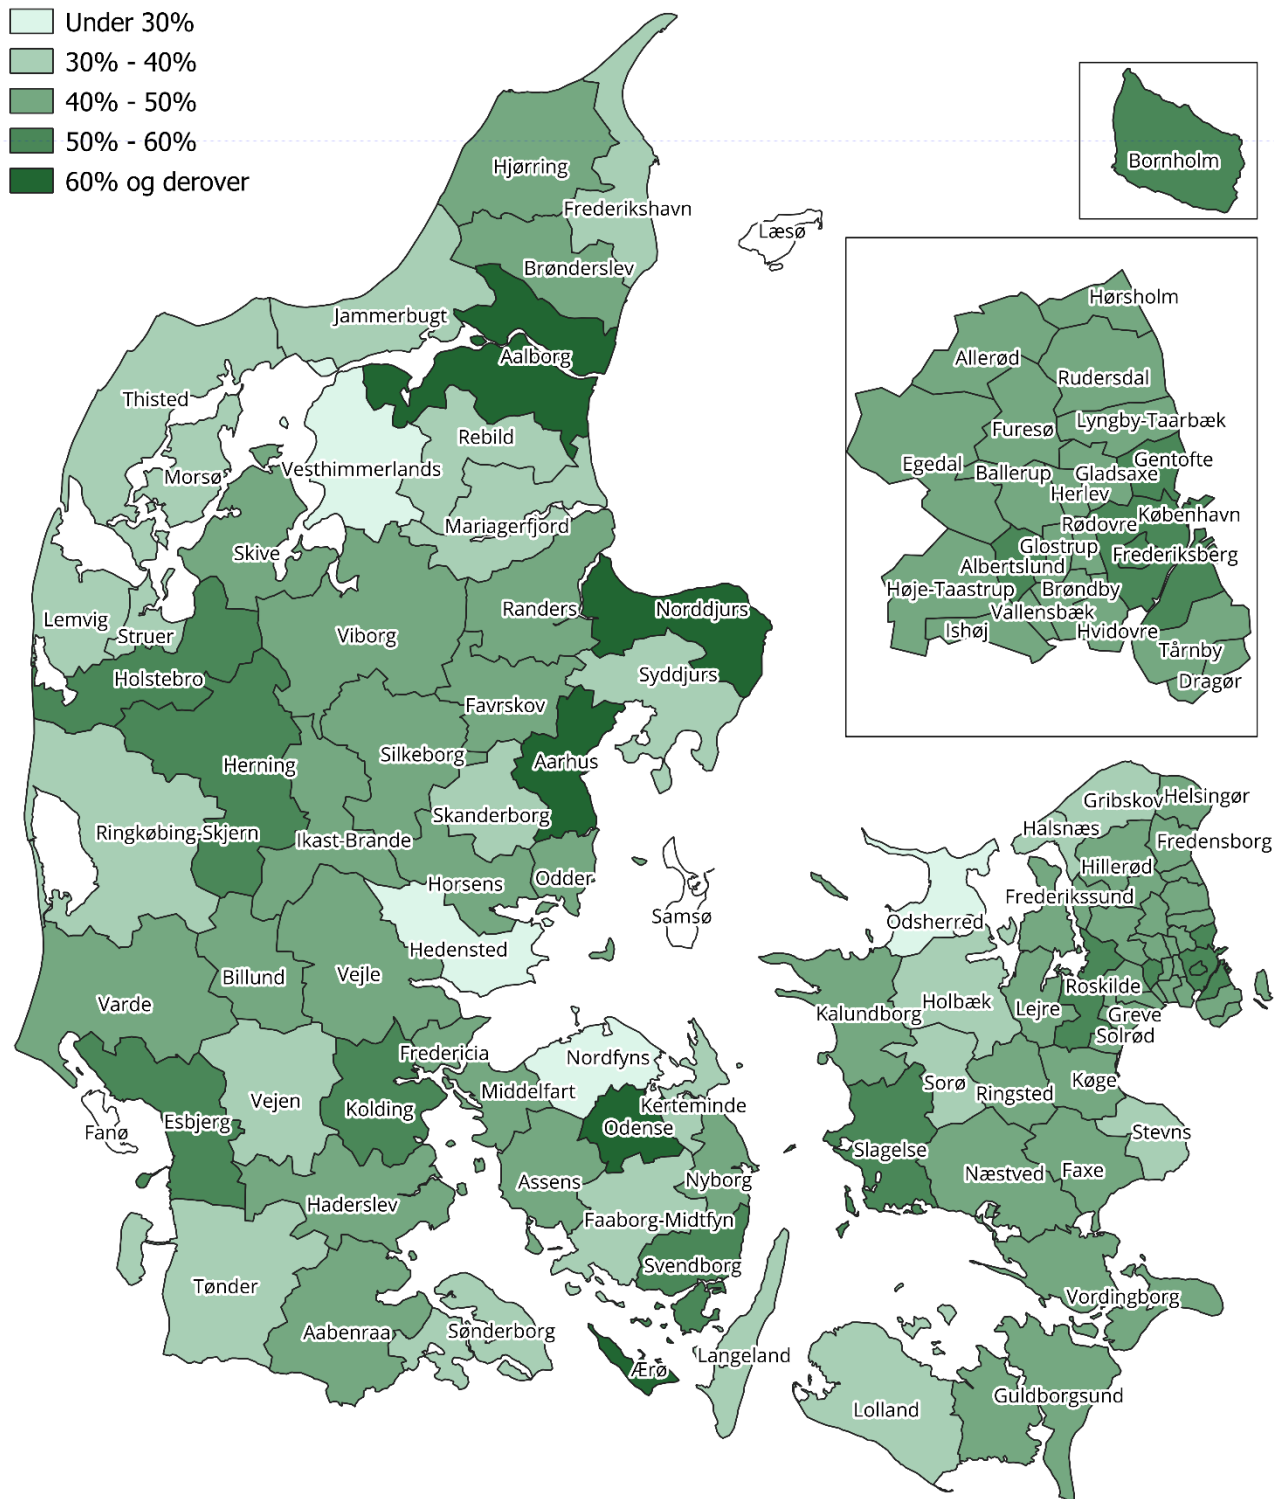 Under 30%
30% - 40%
40% - 50%
50% - 60%
60% og derover
Hjørring
Frederikshavn
Læsø
Brønderslev
Jammerbugt
Aalborg
Thisted
Rebild
Vesthimmerlands
Morsø
Mariagerfjord
Skive
Randers
Norddjurs
Lemvig
Struer
Viborg
Holstebro
Syddjurs
Favrskov
Silkeborg
Herning
Aarhus
Skanderborg
Ringkøbing-Skjern
Ikast-Brande
Horsens
Odder
Samsø
Hedensted
Billund
Vejle
Varde
Fredericia
Vejen
Kolding
Esbjerg
Fanø
Haderslev
Tønder
Aabenraa
Sønderborg
Nordfyns
Middelfart
Kerteminde
Odense
Assens
Nyborg
Faaborg-Midtfyn
Svendborg
Ærø
Langeland
Bornholm
Hørsholm
Allerød
Rudersdal
Furesø
Lyngby-Taarbæk
Egedal
Ballerup
Gentofte
Gladsaxe
Herlev
København
Rødovre
Glostrup
Frederiksberg
Albertslund
Høje-Taastrup
Brøndby
Vallensbæk
Ishøj
Hvidovre
Tårnby
Dragør
Gribskov
Helsingør
Halsnæs
Fredensborg
Hillerød
Frederikssund
Odsherred
Roskilde
Holbæk
Lejre
Greve
Kalundborg
Solrød
Sorø
Ringsted
Køge
Stevns
Slagelse
Næstved
Faxe
Vordingborg
Guldborgsund
Lolland